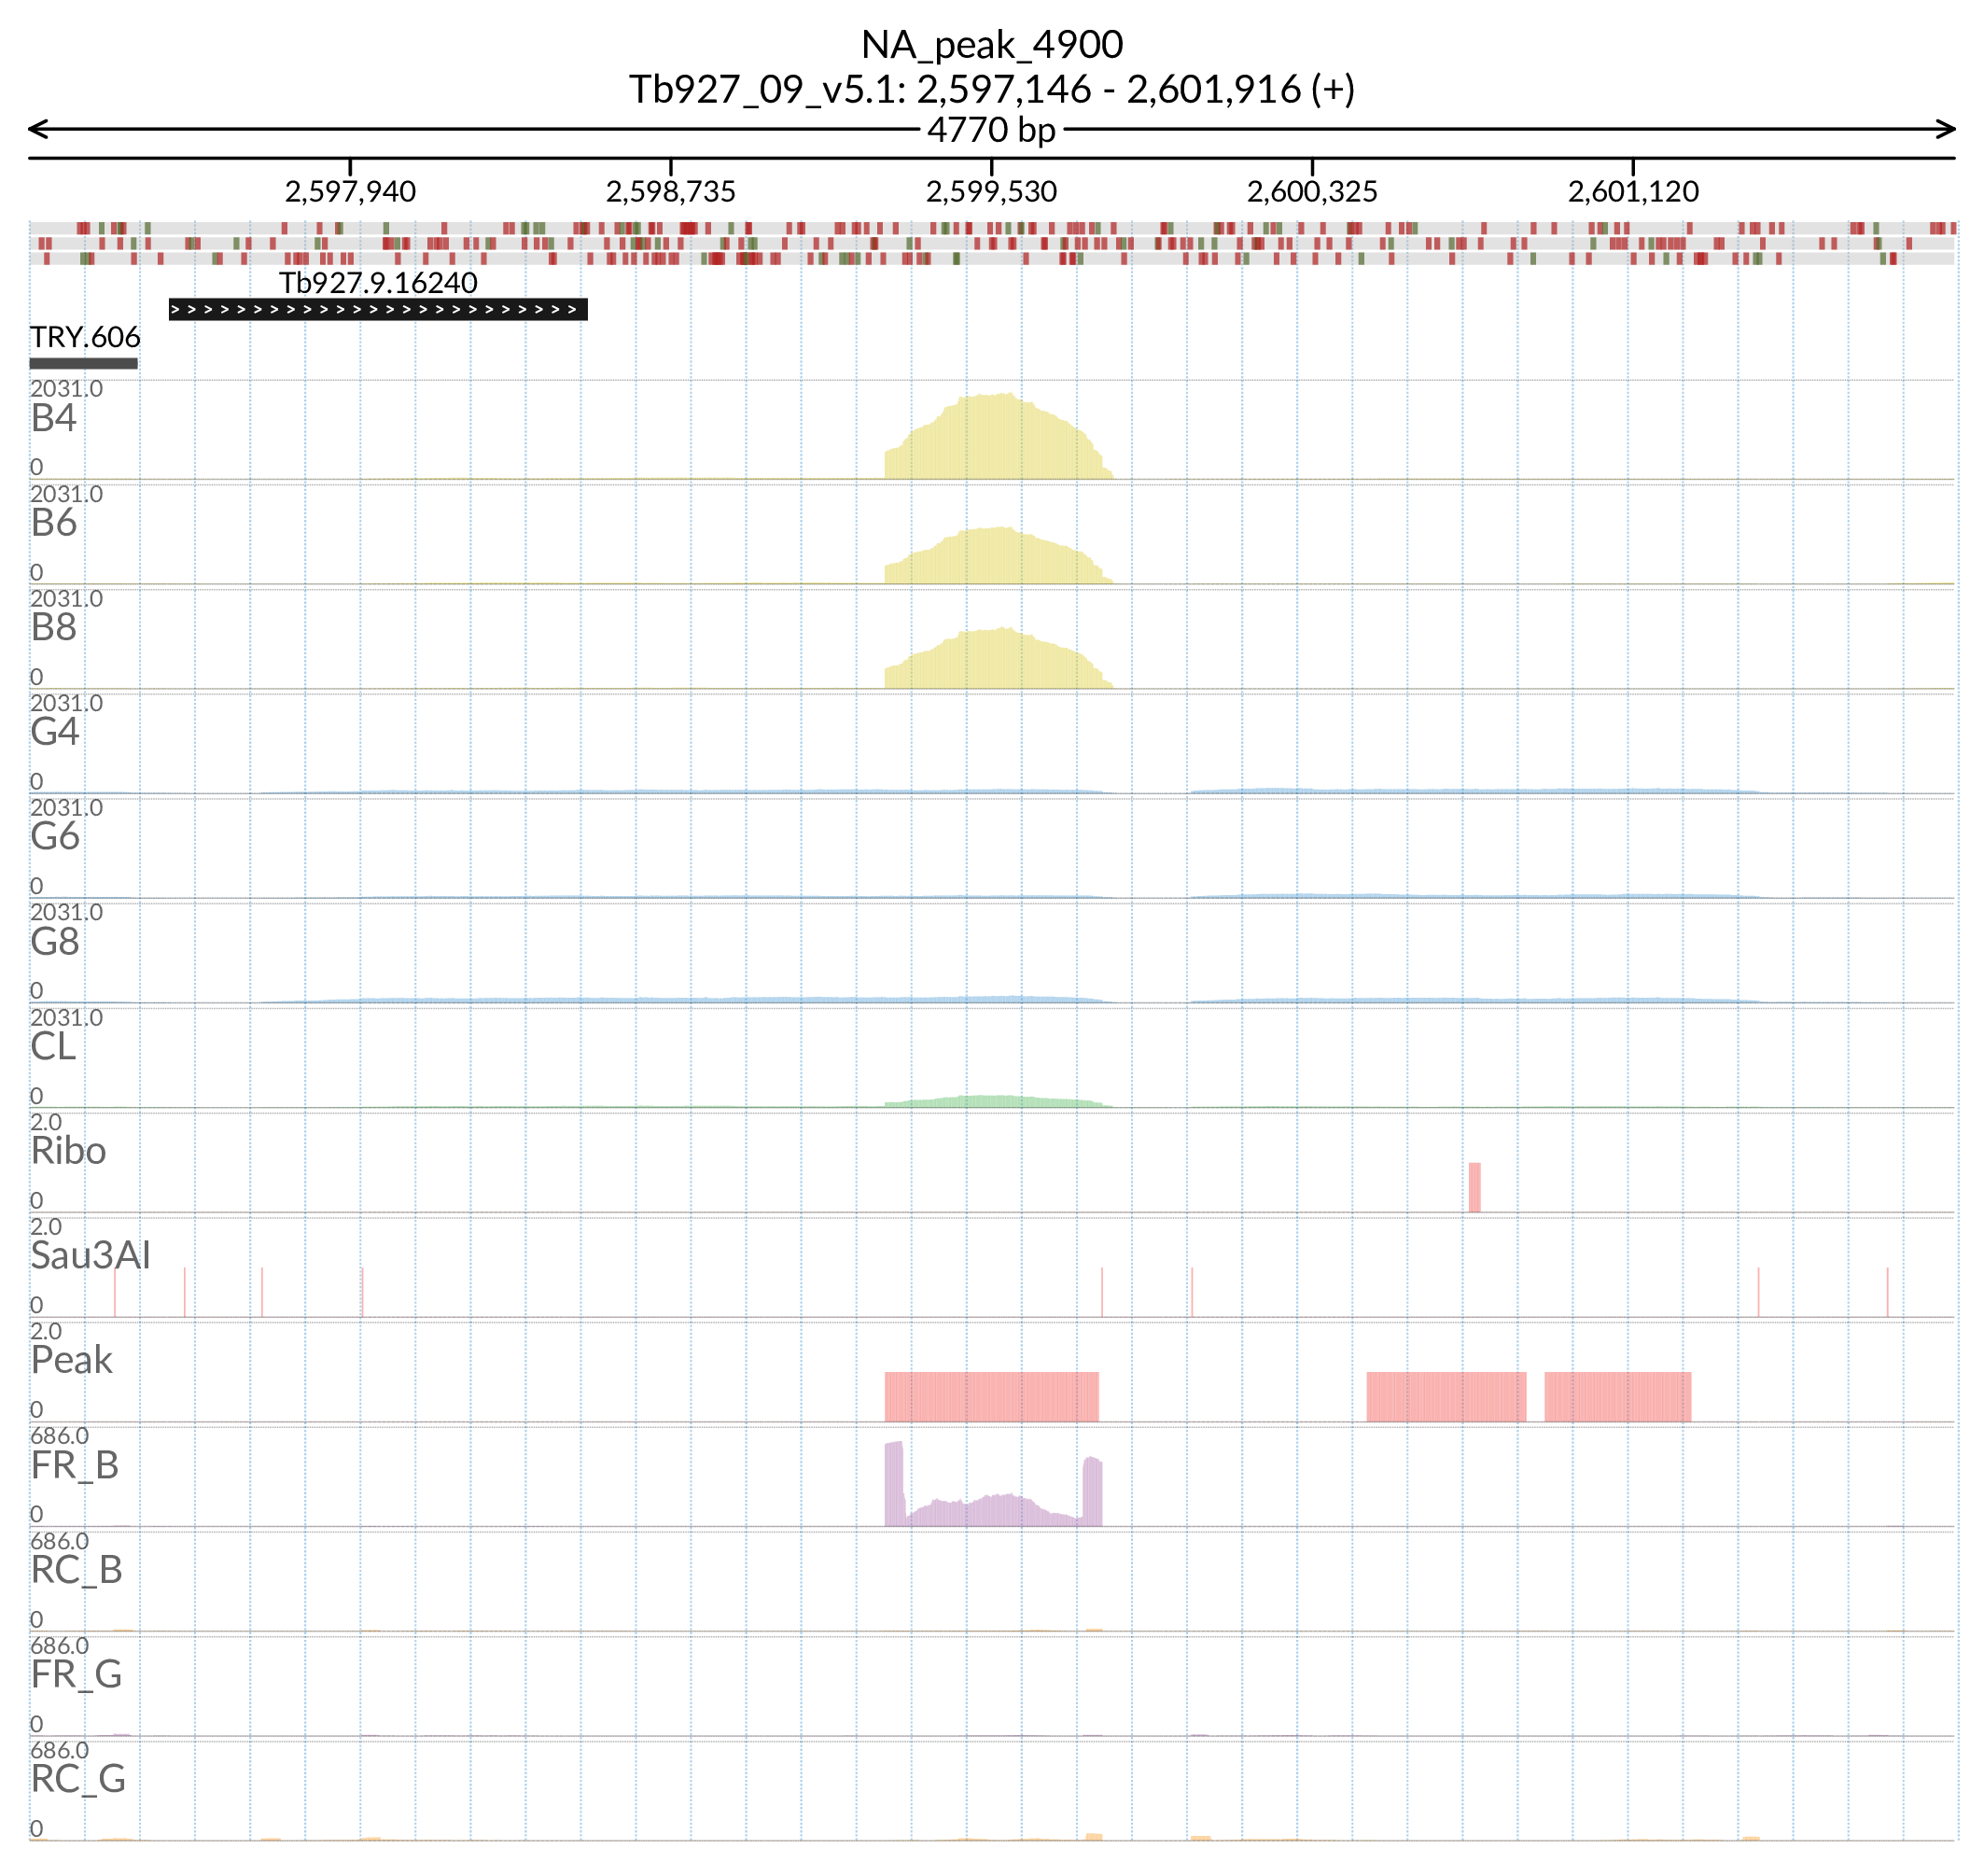 NA_peak_4900
Tb927_09_v5.1: 2,597,146 - 2,601,916 (+)
4770 bp
2,597,940 2,598,735 2,599,530 2,600,325 2,601,120
Tb927.9.16240
TRY.606
2031.0
B4
0
2031.0
B6
0
2031.0
B8
0
2031.0
G4
0
2031.0
G6
0
2031.0
G8
0
2031.0
CL
0
2.0
Ribo
0
2.0
Sau3AI
0
2.0
Peak
0
686.0
FR_B
0
686.0
RC_B
0
686.0
FR_G
0
686.0
RC_G
0